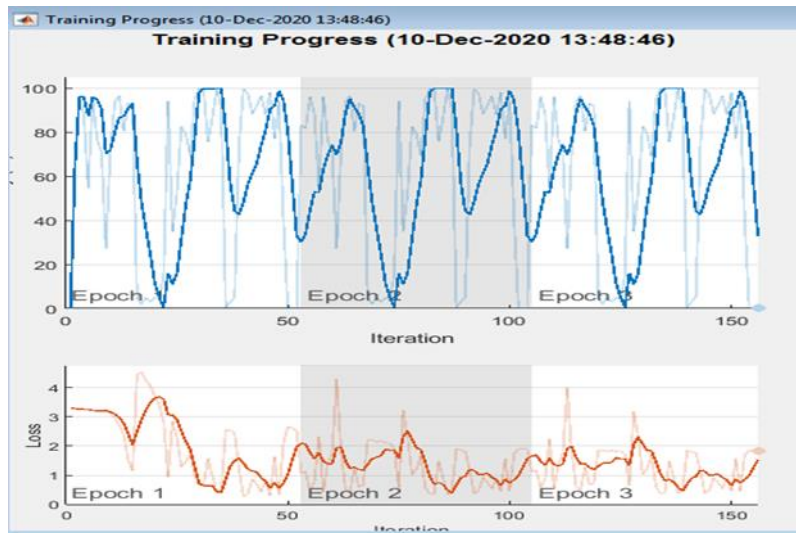 Training Progress (10-Dec-2020 13:48:46)
Training Progress (10-Dec-2020 13:48:46)
100
80
60
40
20
0
Epoch
Epoch 2
Epoch 3
0
50
100
150
Iteration
4
3
2
1
0
Loss
Epoch 1
Epoch 2
Epoch 3
0
50
100
150
Iteration